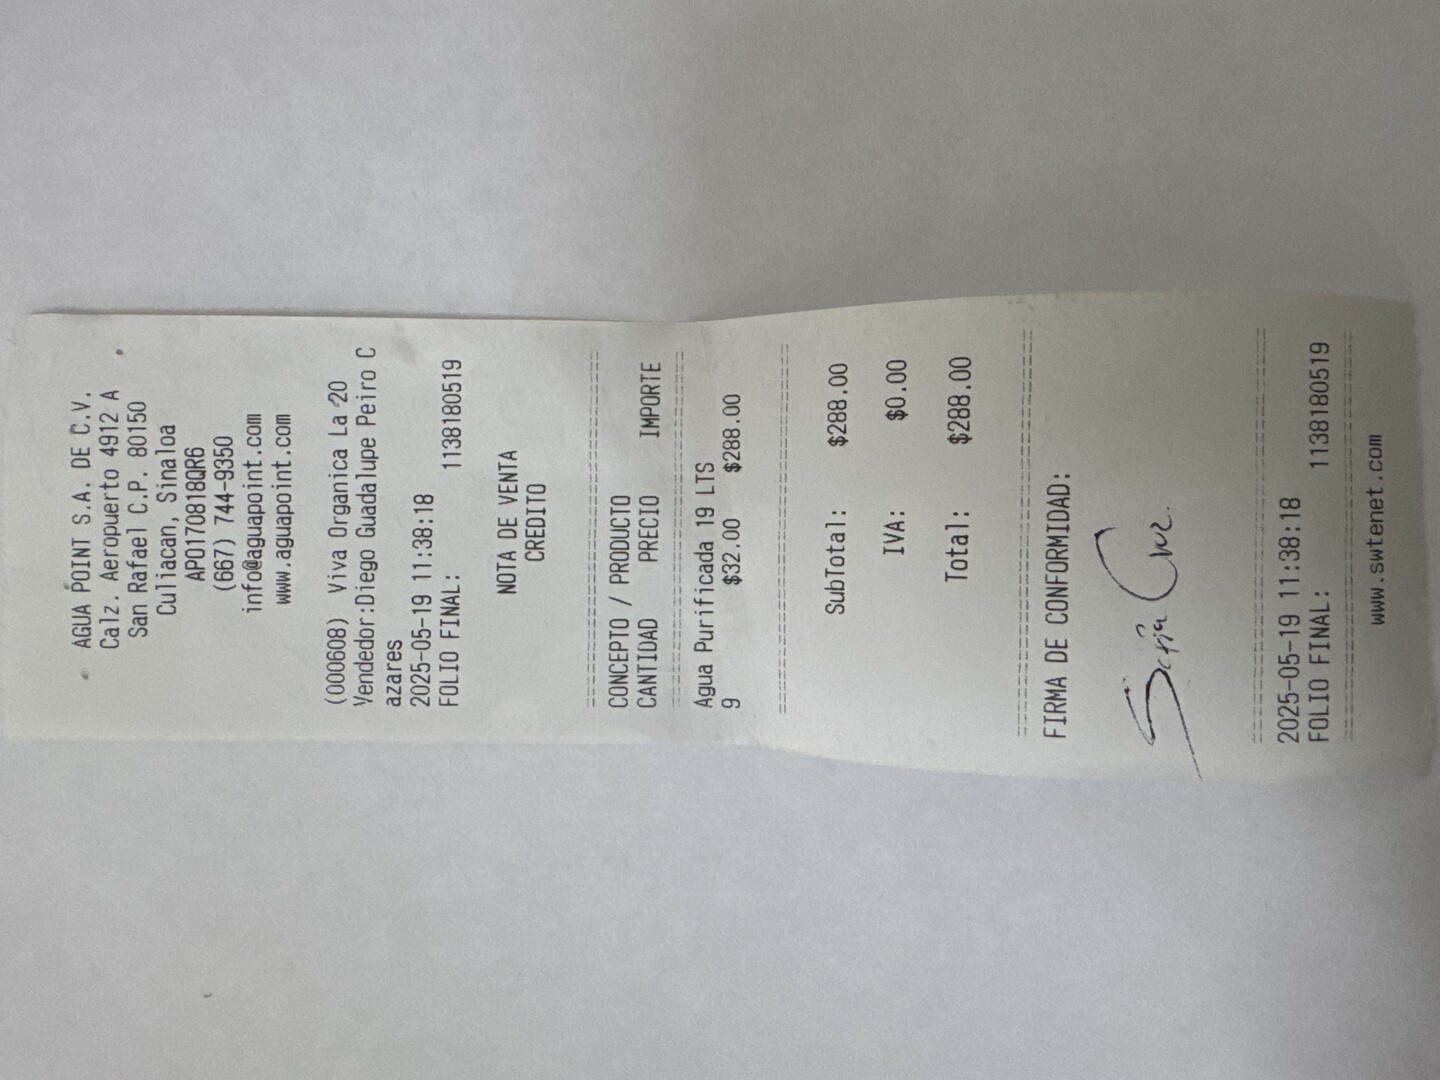 AGUA POINT S.A. DE C.V.
Calz. Aeropuerto 4912 A
San Rafael C.P. 80150
Culiacan, Sinaloa
APO170818QR6
(667) 744-9350
info@aguapoint.com
www.aguapoint.com
(000608) Viva Organica La 20
Vendedor:Diego Guadalupe Peiro C
azares
2025-05-19 11:38:18
FOLIO FINAL: 1138180519
NOTA DE VENTA
CREDITO
================================
CONCEPTO / PRODUCTO
CANTIDAD PRECIO IMPORTE
================================
Agua Purificada 19 LTS
9 $32.00 $288.00
================================
SubTotal: $288.00
IVA: $0.00
Total: $288.00
================================
FIRMA DE CONFORMIDAD:
Cruz.
================================
2025-05-19 11:38:18
FOLIO FINAL: 1138180519
================================
www.swtenet.com